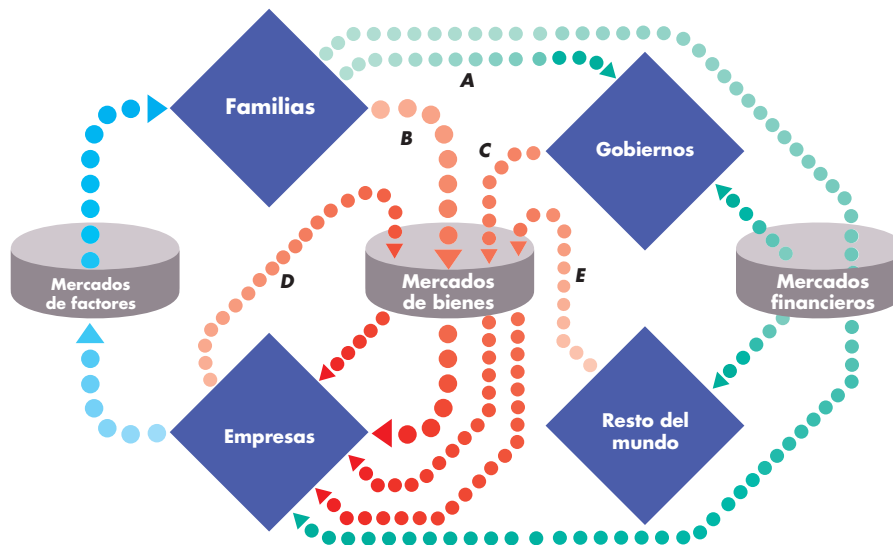 A
Familias
B
C
Gobiernos
Mercados
de factores
D
Mercados
de bienes
E
Mercados
financieros
Empresas
Resto del
mundo